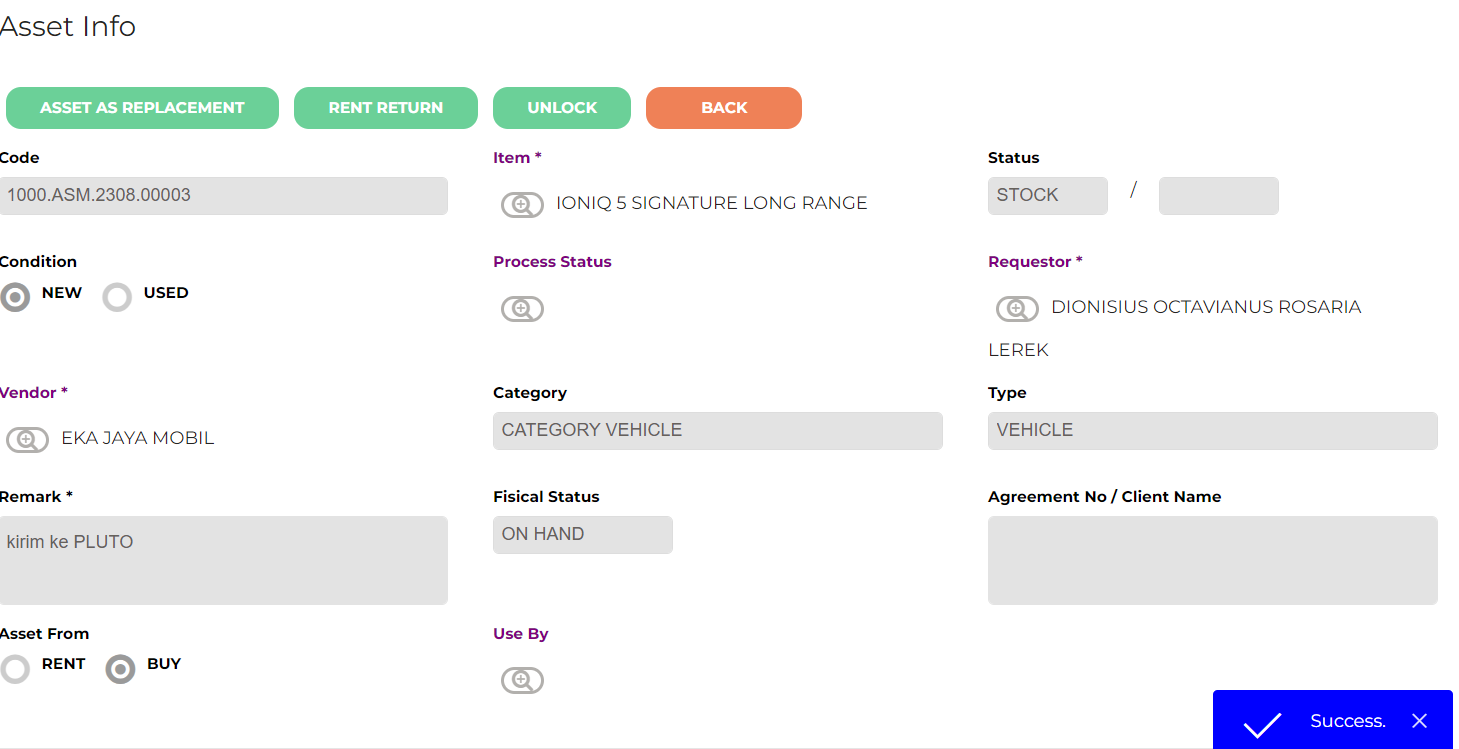 Asset Info
ASSET AS REPLACEMENT RENT RETURN UNLOCK BACK
Code Item * Status
1000.ASM.2308.00003 IONIQ 5 SIGNATURE LONG RANGE STOCK /
Condition Process Status Requestor *
NEW USED DIONISIUS OCTAVIANUS ROSARIA
LEREK
Vendor * Category Type
EKA JAYA MOBIL CATEGORY VEHICLE VEHICLE
Remark * Fisical Status Agreement No / Client Name
kirim ke PLUTO ON HAND
Asset From Use By
RENT BUY
Success.